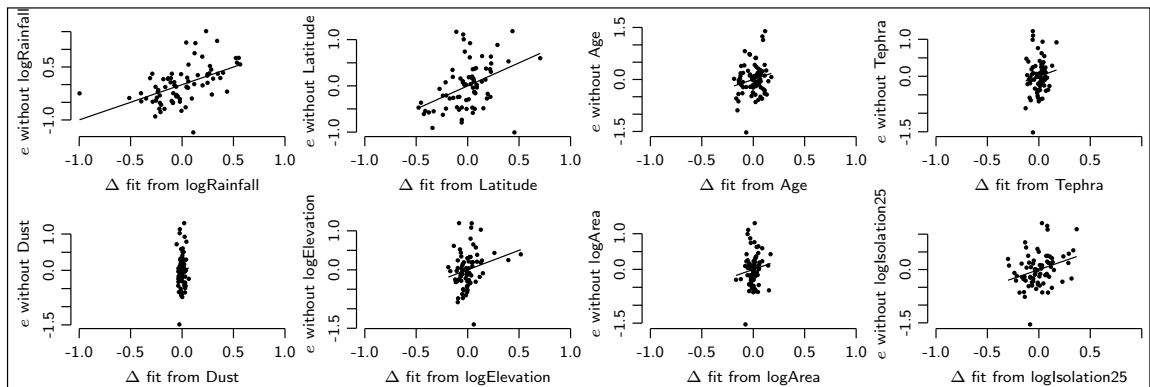 e without logRainfall
0.5
-1.0
-1.0 -0.5 0.0 0.5 1.0
Δ fit from logRainfall
e without Latitude
1.0
0.0
-1.0
-1.0 -0.5 0.0 0.5 1.0
Δ fit from Latitude
e without Age
1.0
0.0
-1.5
-1.0 -0.5 0.0 0.5 1.0
Δ fit from Age
e without Tephra
1.0
0.0
-1.5
-1.0 -0.5 0.0 0.5 1.0
Δ fit from Tephra
e without Dust
1.0
0.0
-1.5
-1.0 -0.5 0.0 0.5 1.0
Δ fit from Dust
e without logElevation
1.0
0.0
-1.5
-1.0 -0.5 0.0 0.5 1.0
Δ fit from logElevation
e without logArea
1.0
0.0
-1.5
-1.0 -0.5 0.0 0.5 1.0
Δ fit from logArea
e without logIsolation25
1.0
0.0
-1.5
-1.0 -0.5 0.0 0.5 1.0
Δ fit from logIsolation25